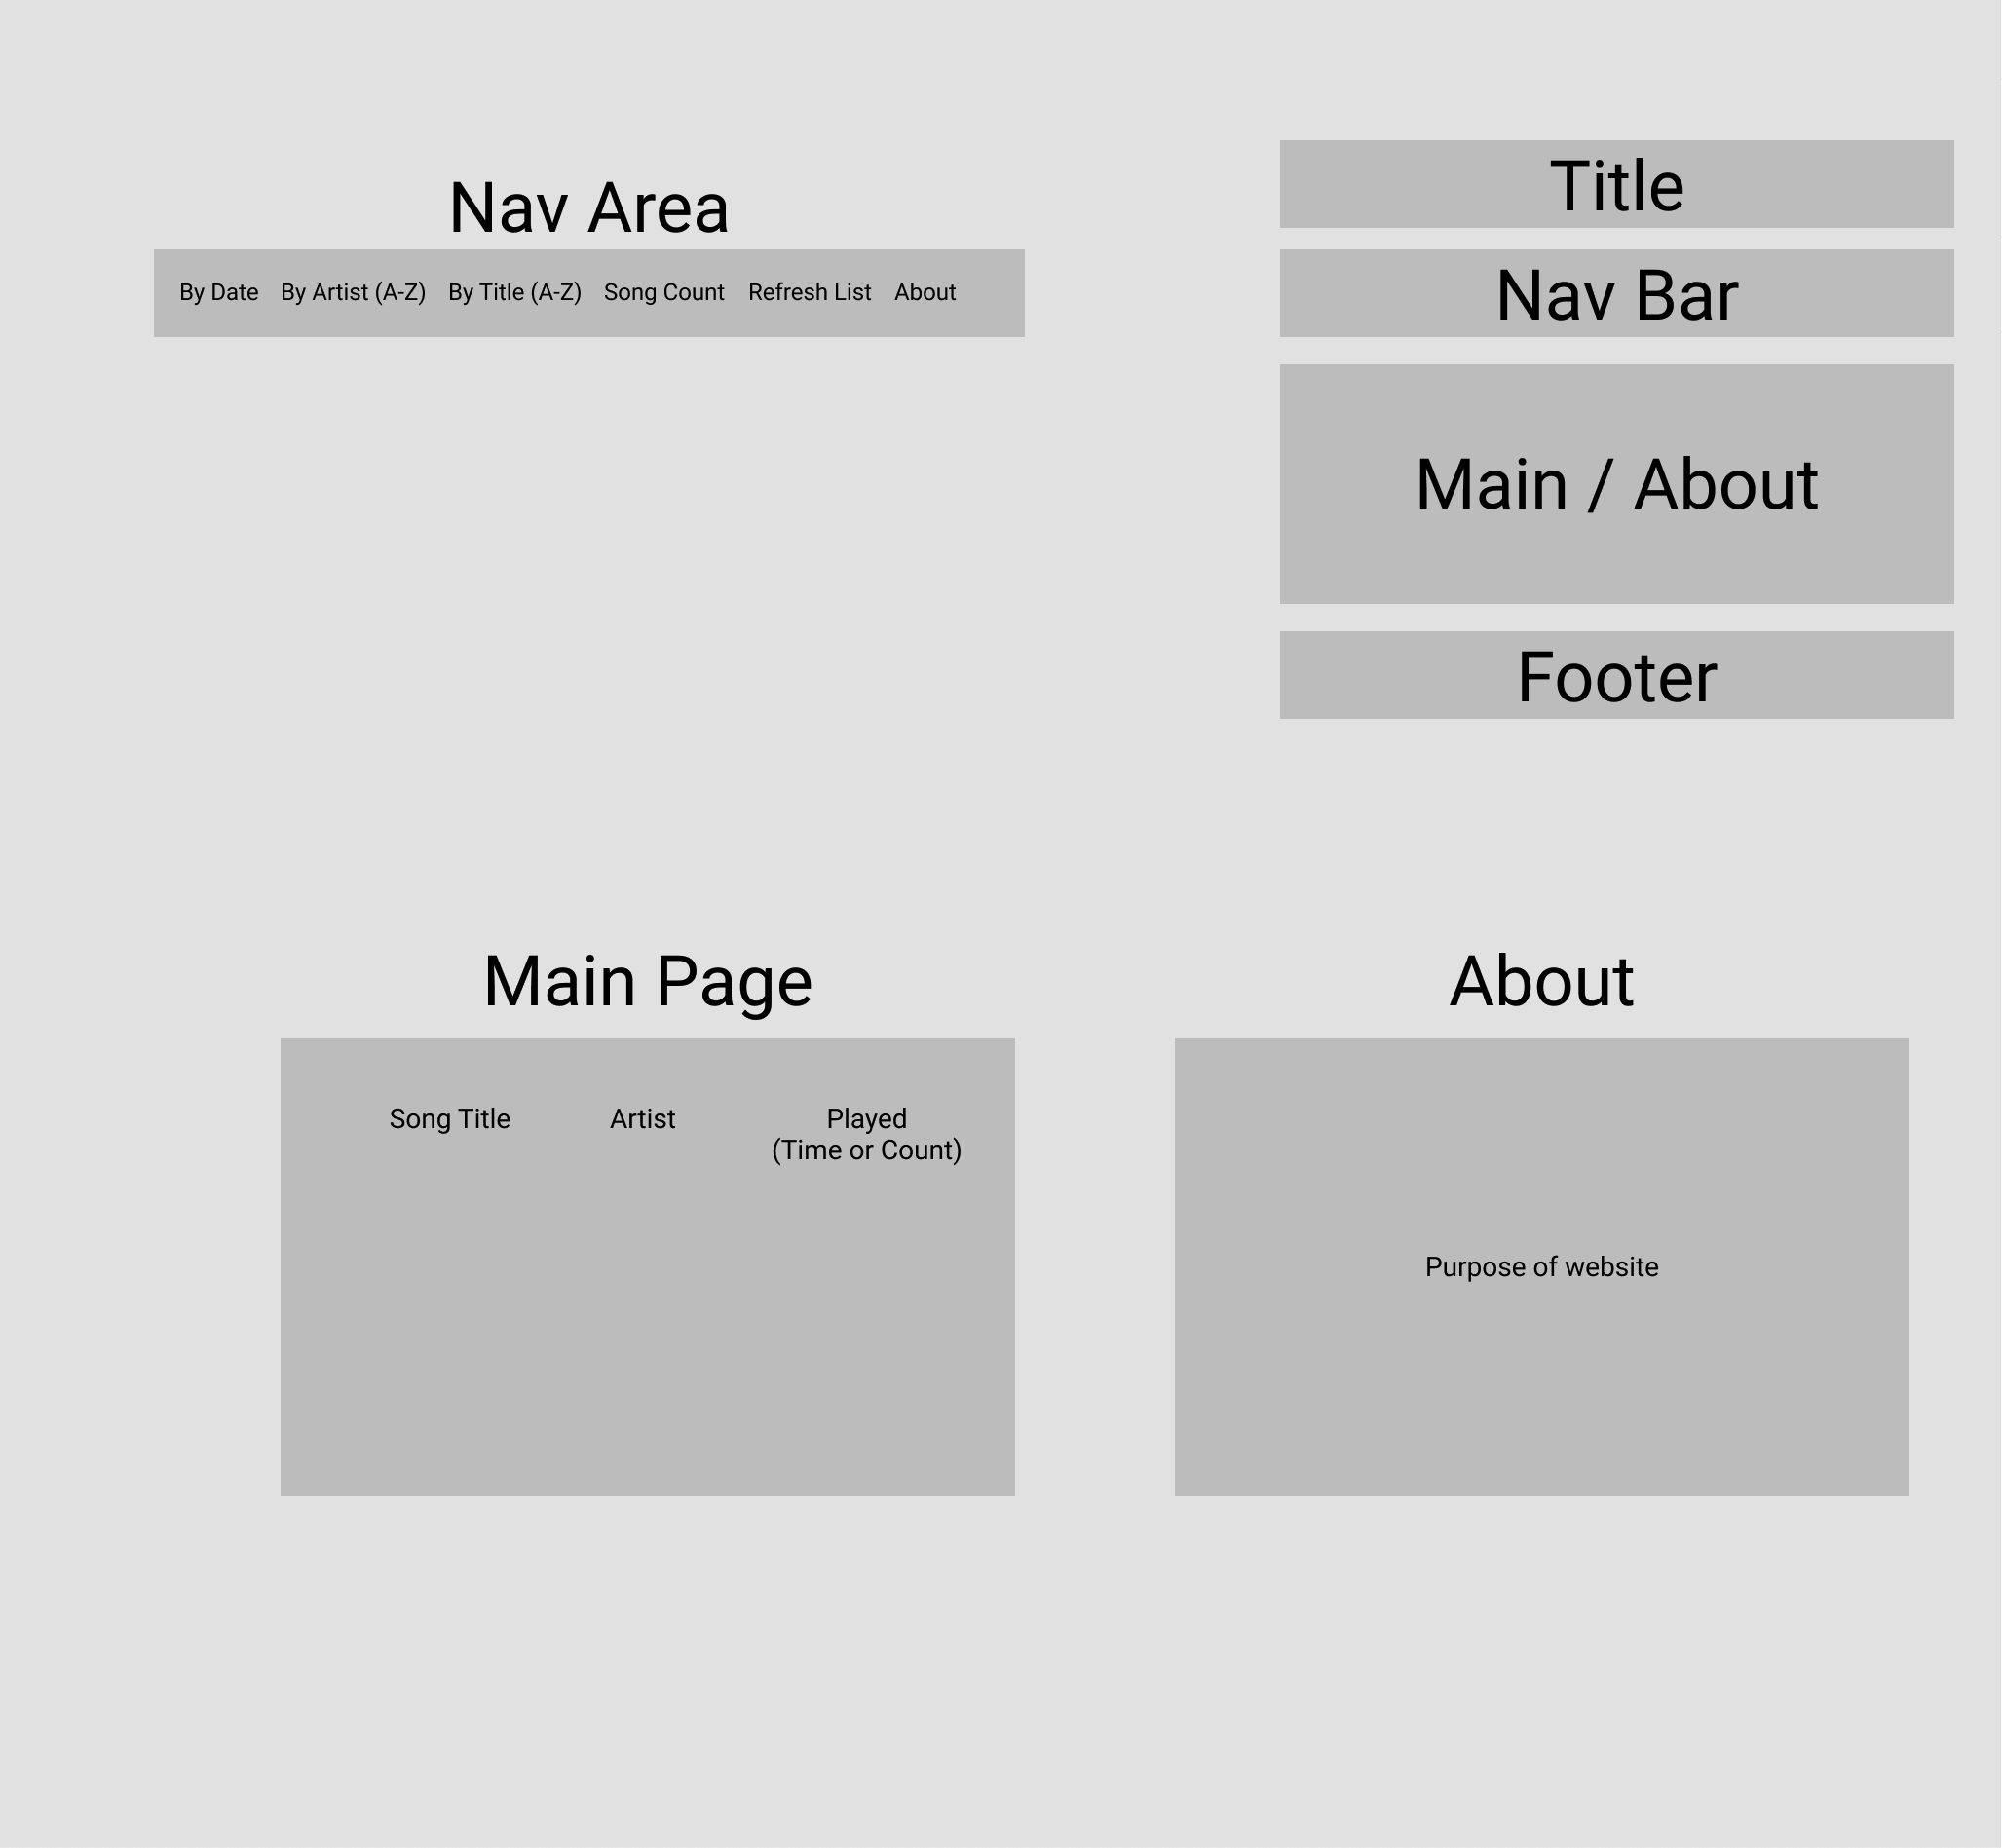 Nav Area
By Date By Artist (A-Z) By Title (A-Z) Song Count Refresh List About
Title
Nav Bar
Main / About
Footer
Main Page
Song Title Artist Played
(Time or Count)
About
Purpose of website